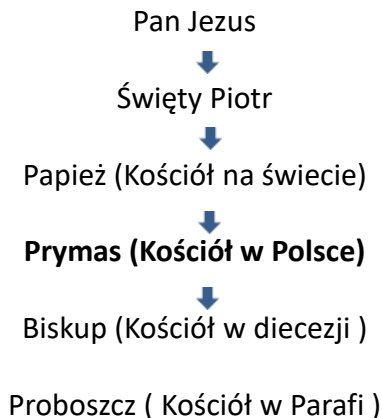 Pan Jezus
Święty Piotr
Papież (Kościół na świecie)
Prymas (Kościół w Polsce)
Biskup (Kościół w diecezji )
Proboszcz ( Kościół w Parafi )